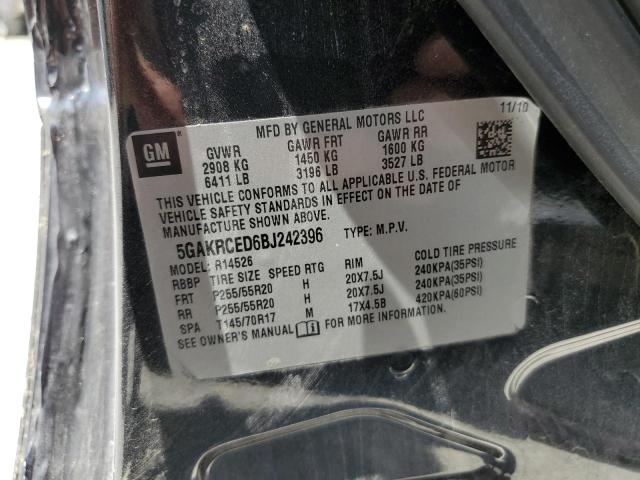 11/10
MFD BY GENERAL MOTORS LLC
GM
GVWR GAWR FRT GAWR RR
2908 KG 1450 KG 1600 KG
6411 LB 3196 LB 3527 LB
THIS VEHICLE CONFORMS TO ALL APPLICABLE U.S. FEDERAL MOTOR
VEHICLE SAFETY STANDARDS IN EFFECT ON THE DATE OF
MANUFACTURE SHOWN ABOVE.
5GAKRCED6BJ242396 TYPE: M.P.V.
MODEL: R14526
RBBP TIRE SIZE SPEED RTG RIM COLD TIRE PRESSURE
FRT P255/55R20 H 20X7.5J 240KPA(35PSI)
RR P255/55R20 H 20X7.5J 240KPA(35PSI)
SPA T145/70R17 M 17X4.5B 420KPA(60PSI)
SEE OWNER'S MANUAL FOR MORE INFORMATION.